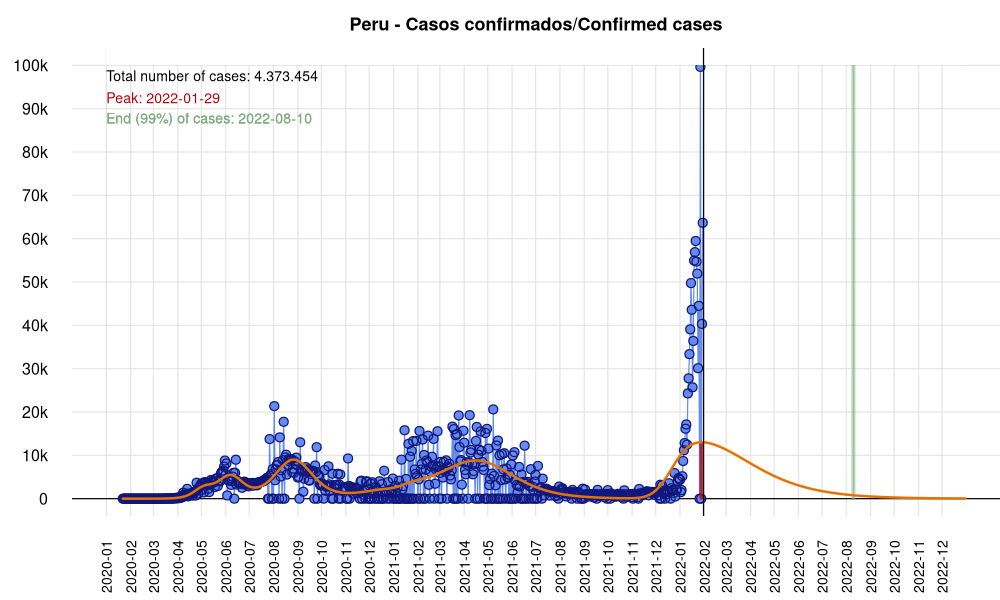 Peru - Casos confirmados/Confirmed cases
Total number of cases: 4.373.454
Peak: 2022-01-29
End (99%) of cases: 2022-08-10
100k
90k
80k
70k
60k
50k
40k
30k
20k
10k
0
2020-01
2020-02
2020-03
2020-04
2020-05
2020-06
2020-07
2020-08
2020-09
2020-10
2020-11
2020-12
2021-01
2021-02
2021-03
2021-04
2021-05
2021-06
2021-07
2021-08
2021-09
2021-10
2021-11
2021-12
2022-01
2022-02
2022-03
2022-04
2022-05
2022-06
2022-07
2022-08
2022-09
2022-10
2022-11
2022-12